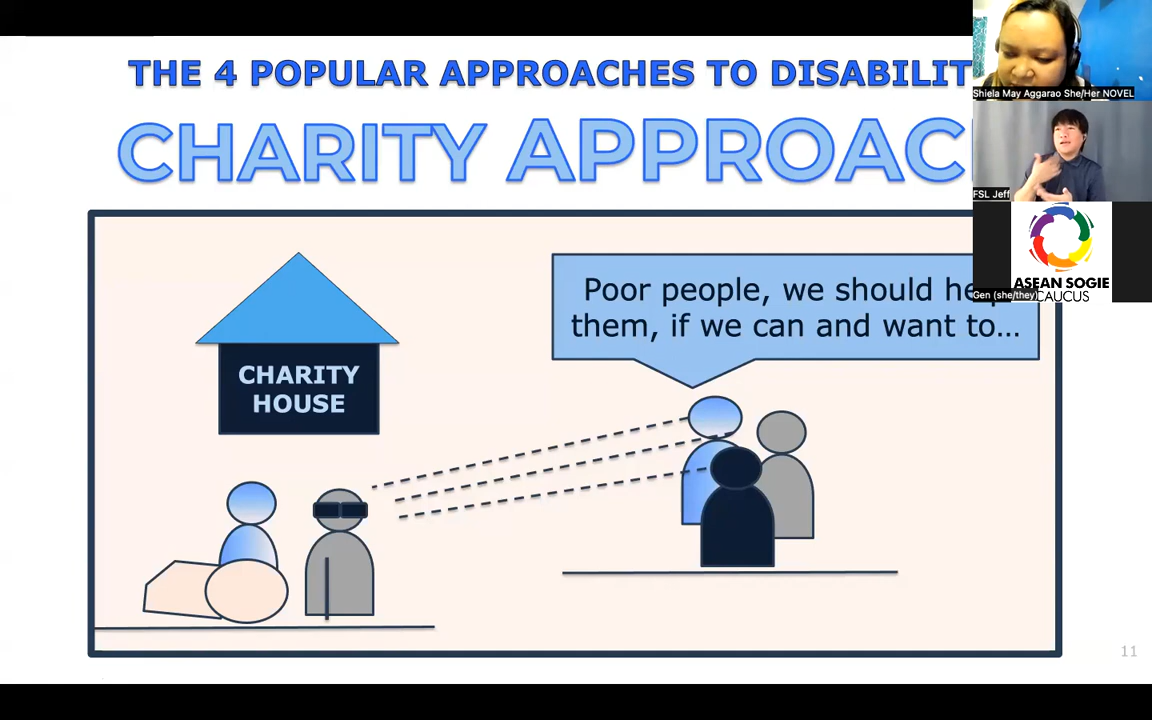 THE 4 POPULAR APPROACHES TO DISABILIT
CHARITY APPROAC
Poor people, we should help
them, if we can and want to...
CHARITY
HOUSE
Shiela May Aggarao She/Her NOVEL
FSL Jeff
ASEAN SOGIE
CAUCUS
Gen (she/they)
11